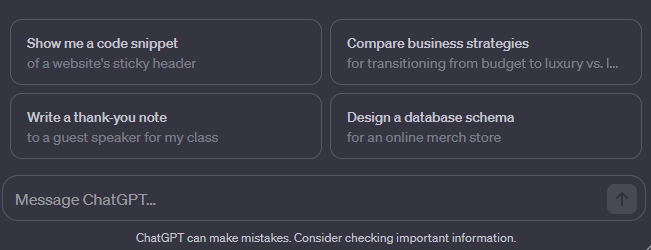 Show me a code snippet
of a website's sticky header
Compare business strategies
for transitioning from budget to luxury vs. l...
Write a thank-you note
to a guest speaker for my class
Design a database schema
for an online merch store
Message ChatGPT...
ChatGPT can make mistakes. Consider checking important information.